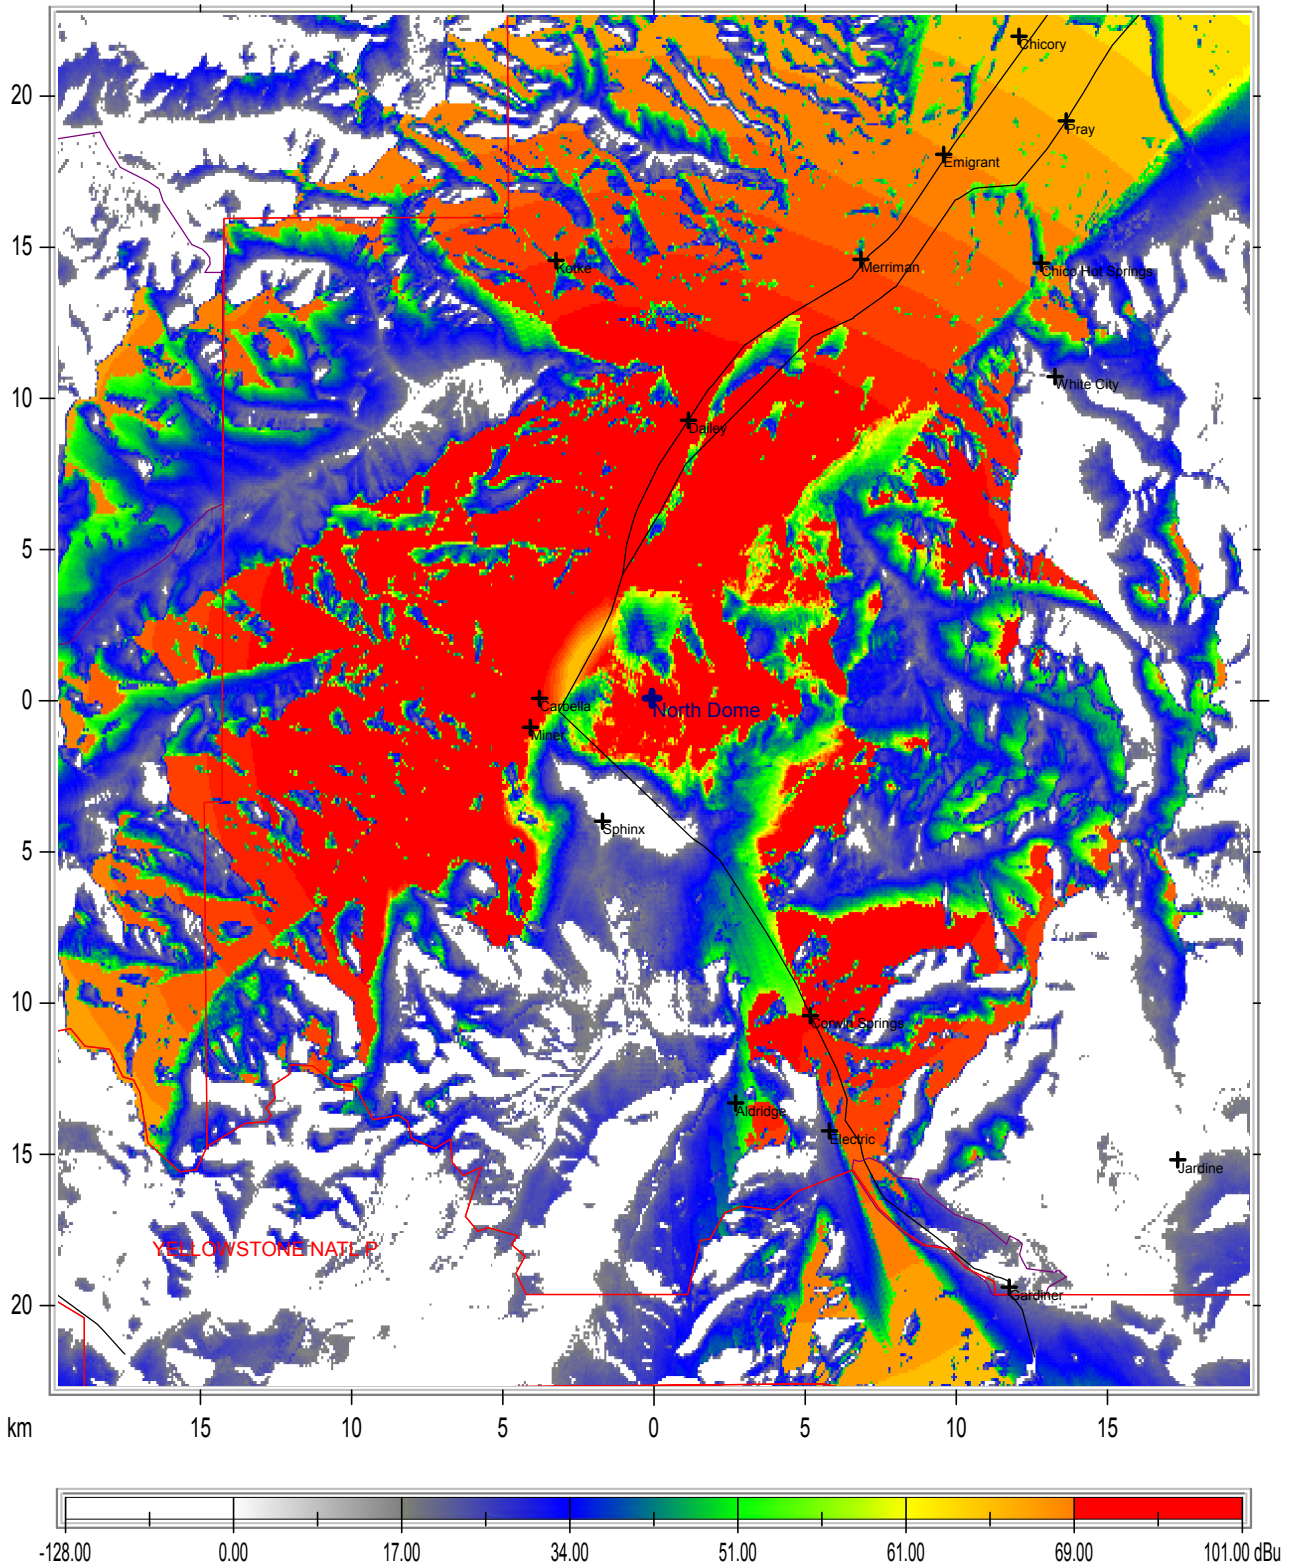 Chicory
20
Pray
Emigrant
15
Kotke
Merriman
Chico Hot Springs
10
White City
Dailey
5
0
Carbella
North Dome
Miner
Sphinx
5
10
Corwin Springs
Aldridge
Electric
15
Jardine
YELLOWSTONE NATL P
20
Gardiner
km 15 10 5 0 5 10 15
-128.00 0.00 17.00 34.00 51.00 61.00 69.00 101.00 dBu